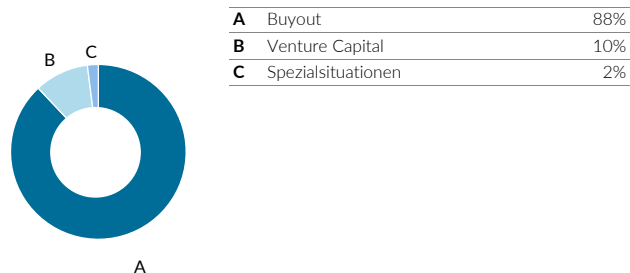 A Buyout 88%
B Venture Capital 10%
C Spezialsituationen 2%
B
C
A